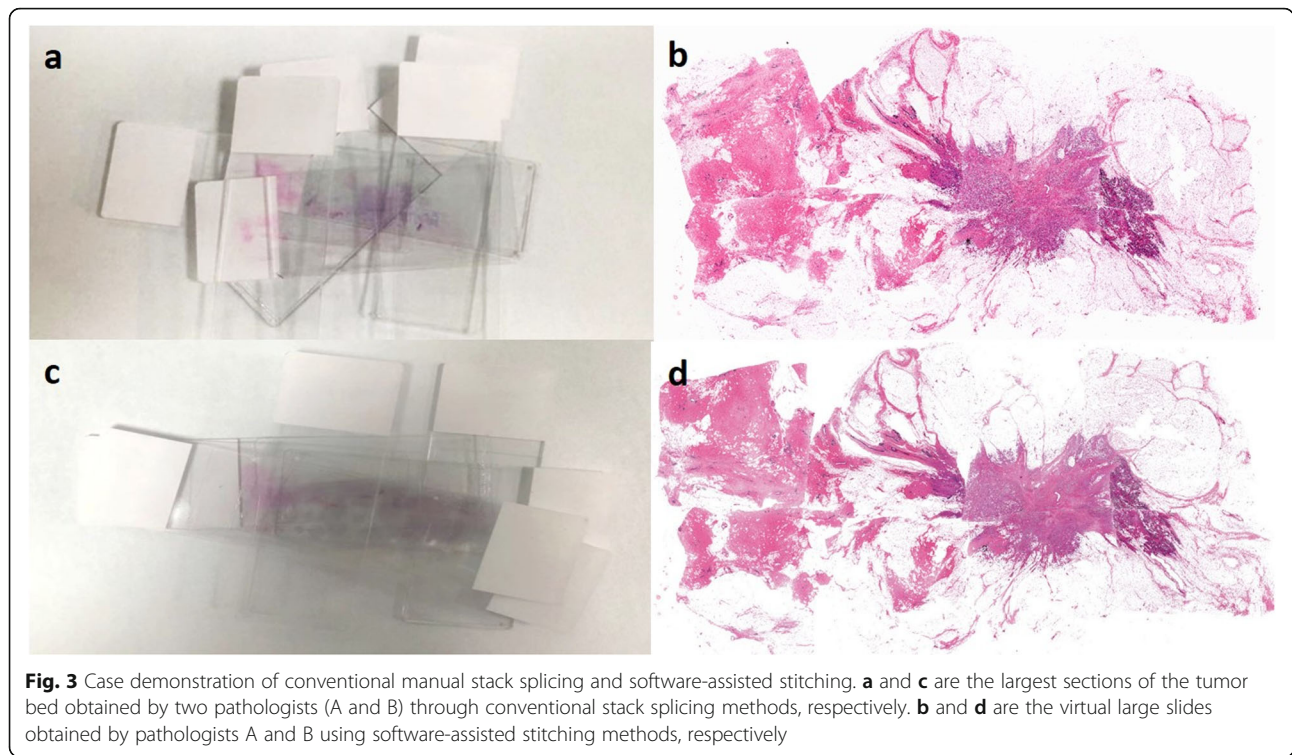 a
b
c
d
Fig. 3 Case demonstration of conventional manual stack splicing and software-assisted stitching. a and c are the largest sections of the tumor
bed obtained by two pathologists (A and B) through conventional stack splicing methods, respectively. b and d are the virtual large slides
obtained by pathologists A and B using software-assisted stitching methods, respectively